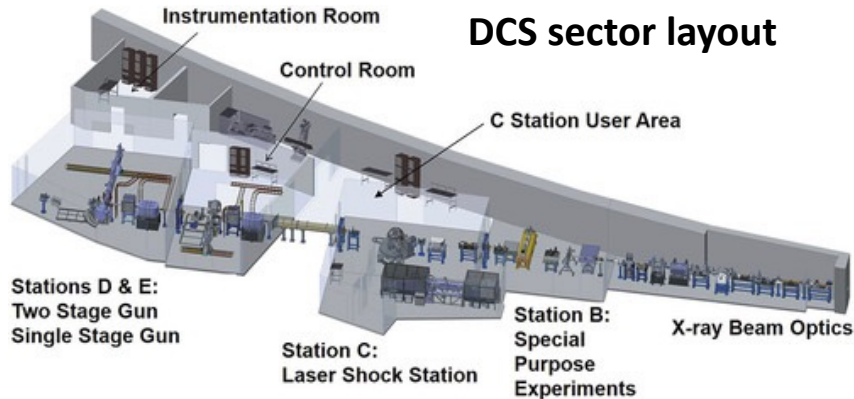 DCS sector layout
Instrumentation Room
Control Room
C Station User Area
Stations D & E:
Two Stage Gun
Single Stage Gun
Station C:
Laser Shock Station
Station B:
Special
Purpose
Experiments
X-ray Beam Optics